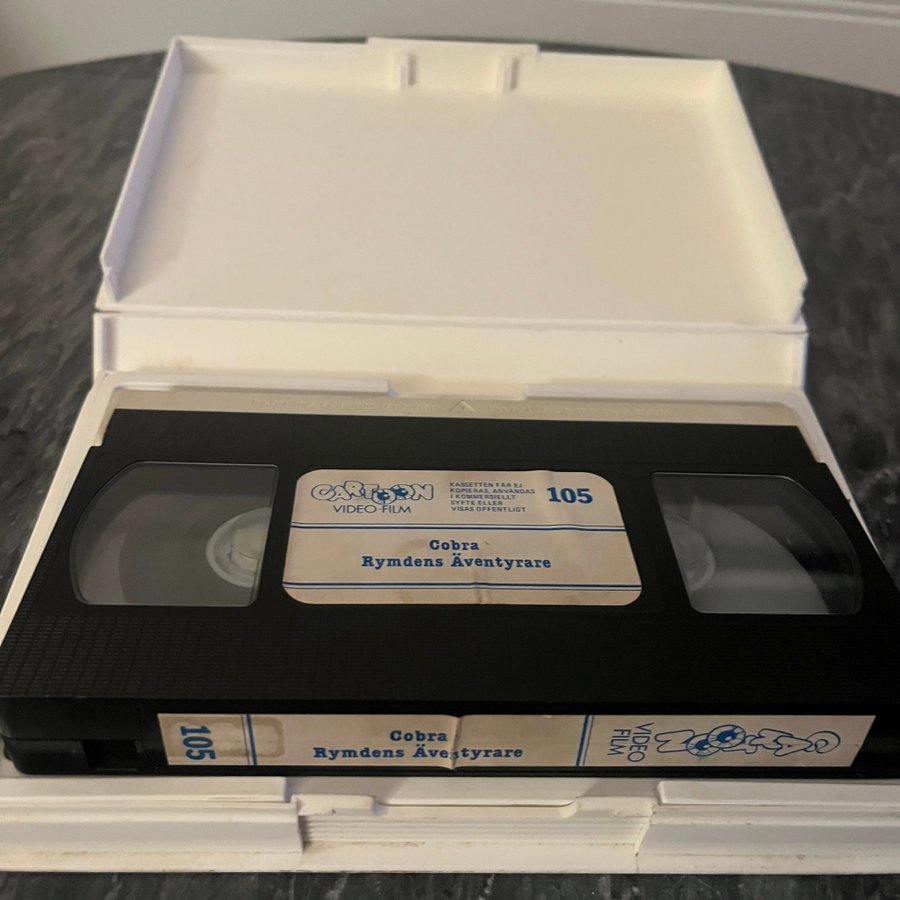 CARTOON
VIDEO-FILM
KASSETTEN FÅR EJ
KOPIERAS, ANVÄNDAS
I KOMMERSIELLT
SYFTE ELLER
VISAS OFFENTLIGT
105
Cobra
Rymdens Äventyrare
105
Cobra
Rymdens Äventyrare
VIDEO
FILM
CARTOON